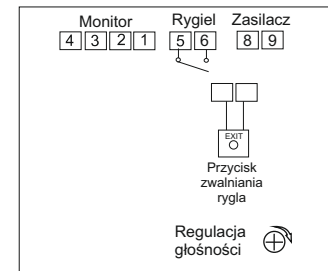 Monitor Rygiel Zasilacz
4 3 2 1 5 6 8 9
EXIT
Przycisk
zwalniania
rygla
Regulacja
głośności